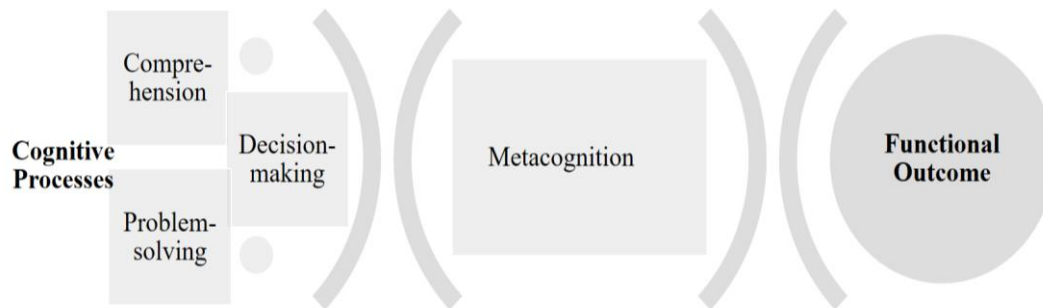 Cognitive
Processes
Compre-
hension
Decision-
making
Problem-
solving
Metacognition
Functional
Outcome